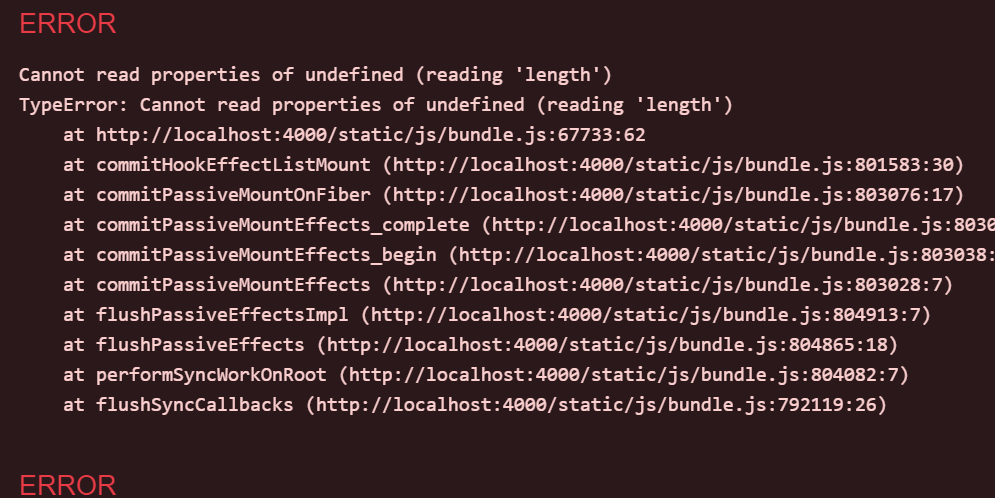 ERROR
Cannot read properties of undefined (reading 'length')
TypeError: Cannot read properties of undefined (reading 'length')
at http://localhost:4000/static/js/bundle.js:67733:62
at commitHookEffectListMount (http://localhost:4000/static/js/bundle.js:801583:30)
at commitPassiveMountOnFiber (http://localhost:4000/static/js/bundle.js:803076:17)
at commitPassiveMountEffects_complete (http://localhost:4000/static/js/bundle.js:8030
at commitPassiveMountEffects_begin (http://localhost:4000/static/js/bundle.js:803038:
at commitPassiveMountEffects (http://localhost:4000/static/js/bundle.js:803028:7)
at flushPassiveEffectsImpl (http://localhost:4000/static/js/bundle.js:804913:7)
at flushPassiveEffects (http://localhost:4000/static/js/bundle.js:804865:18)
at performSyncWorkOnRoot (http://localhost:4000/static/js/bundle.js:804082:7)
at flushSyncCallbacks (http://localhost:4000/static/js/bundle.js:792119:26)
ERROR